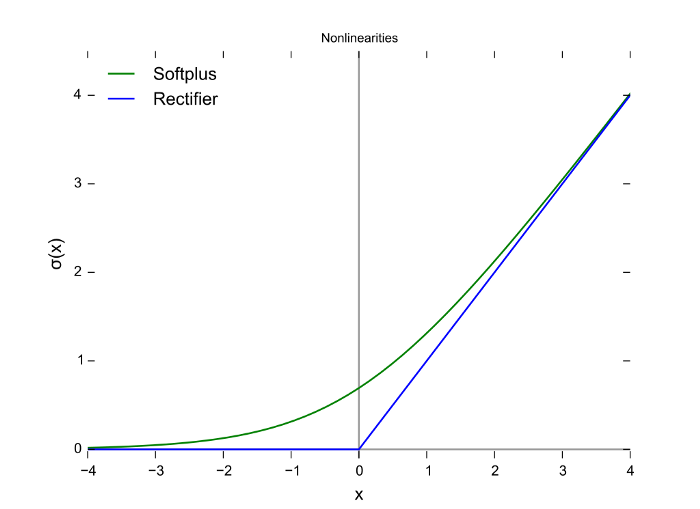 Nonlinearities
Softplus
Rectifier
4
3
2
1
0
σ(x)
−4 −3 −2 −1 0 1 2 3 4
x